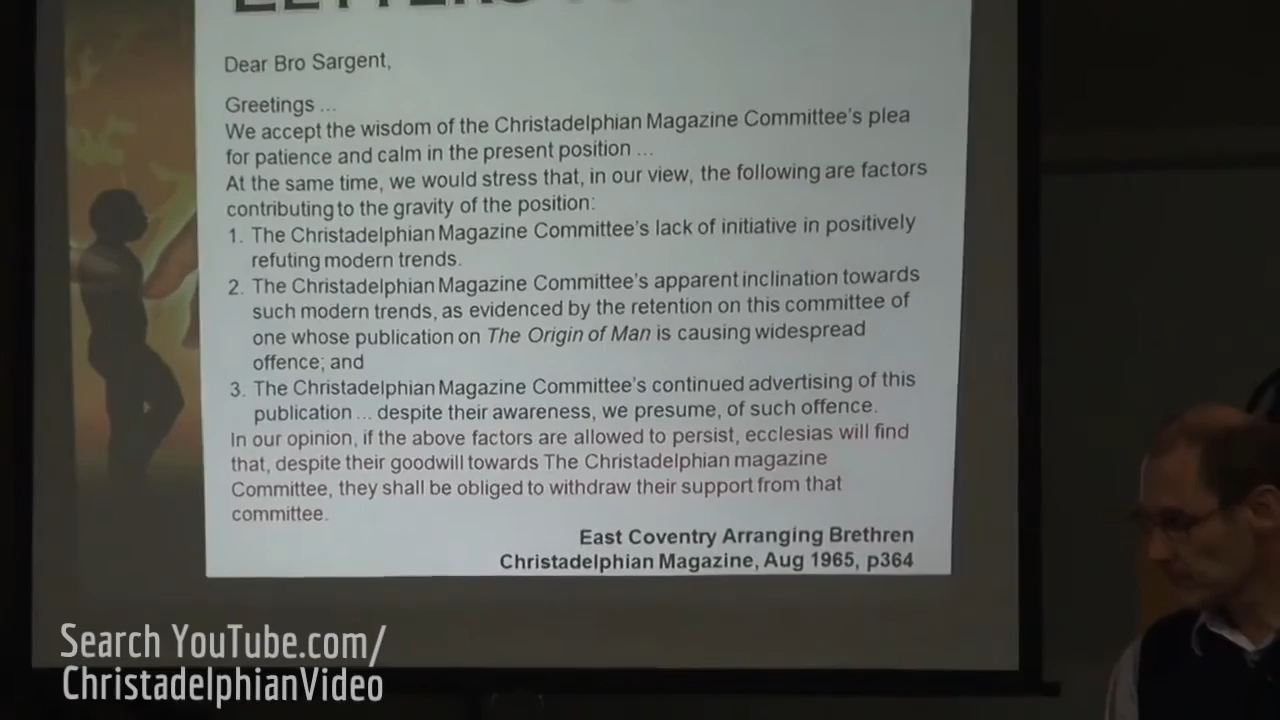 Dear Bro Sargent,
Greetings ...
We accept the wisdom of the Christadelphian Magazine Committee's plea
for patience and calm in the present position ...
At the same time, we would stress that, in our view, the following are factors
contributing to the gravity of the position:
1. The Christadelphian Magazine Committee's lack of initiative in positively
refuting modern trends.
2. The Christadelphian Magazine Committee's apparent inclination towards
such modern trends, as evidenced by the retention on this committee of
one whose publication on The Origin of Man is causing widespread
offence; and
3. The Christadelphian Magazine Committee's continued advertising of this
publication ... despite their awareness, we presume, of such offence.
In our opinion, if the above factors are allowed to persist, ecclesias will find
that, despite their goodwill towards The Christadelphian magazine
Committee, they shall be obliged to withdraw their support from that
committee.
East Coventry Arranging Brethren
Christadelphian Magazine, Aug 1965, p364
Search YouTube.com/
ChristadelphianVideo